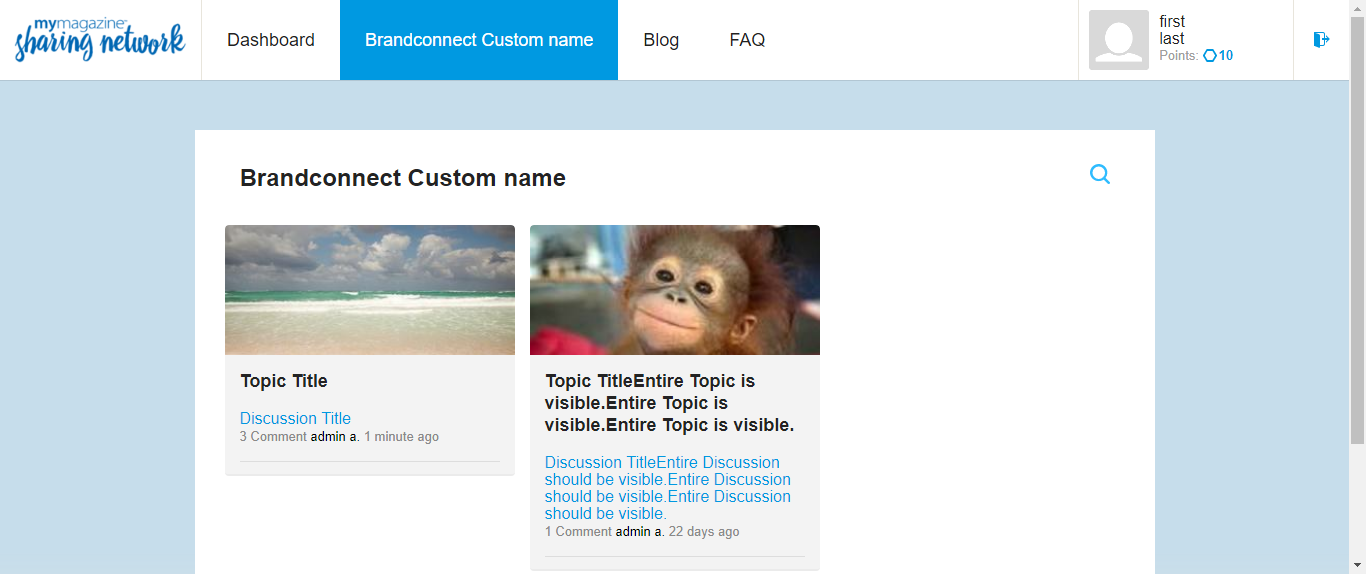 mymagazine
sharing network
Dashboard
Brandconnect Custom name
Blog
FAQ
first
last
Points: 10
Brandconnect Custom name
Topic Title
Discussion Title
3 Comment admin a. 1 minute ago
Topic TitleEntire Topic is
visible.Entire Topic is
visible.Entire Topic is visible.
Discussion TitleEntire Discussion
should be visible.Entire Discussion
should be visible.Entire Discussion
should be visible.
1 Comment admin a. 22 days ago